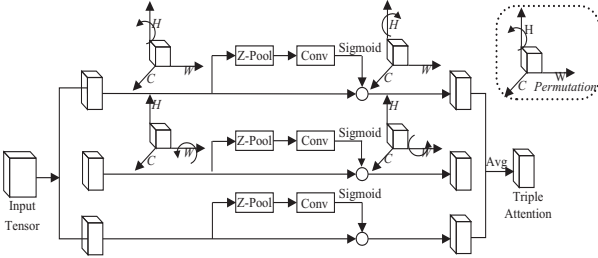 H
W
C
Z-Pool
Conv
Sigmoid
H
W
C
H
W
C
Permutation
H
W
C
Z-Pool
Conv
Sigmoid
H
W
C
Avg
Input
Tensor
Triple
Attention
Z-Pool
Conv
Sigmoid